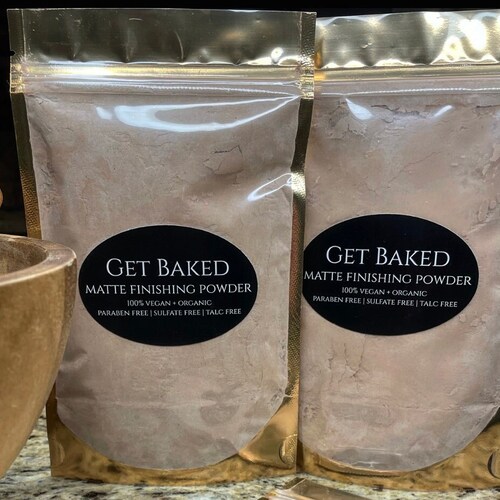 GET BAKED
MATTE FINISHING POWDER
100% VEGAN + ORGANIC
PARABEN FREE | SULFATE FREE | TALC FREE
GET BAKED
MATTE FINISHING POWDER
100% VEGAN + ORGANIC
PARABEN FREE | SULFATE FREE | TALC FREE